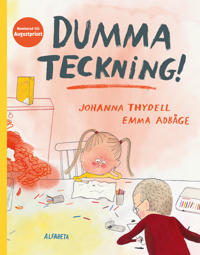 Nominerad till
Augustpriset
DUMMA
TECKNING!
JOHANNA THYDELL
EMMA ADBÅGE
ALFABETA